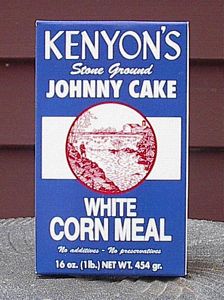 KENYON'S
Stone Ground
JOHNNY CAKE
WHITE
CORN MEAL
No additives - No preservatives
16 oz. (1lb.) NET WT. 454 gr.